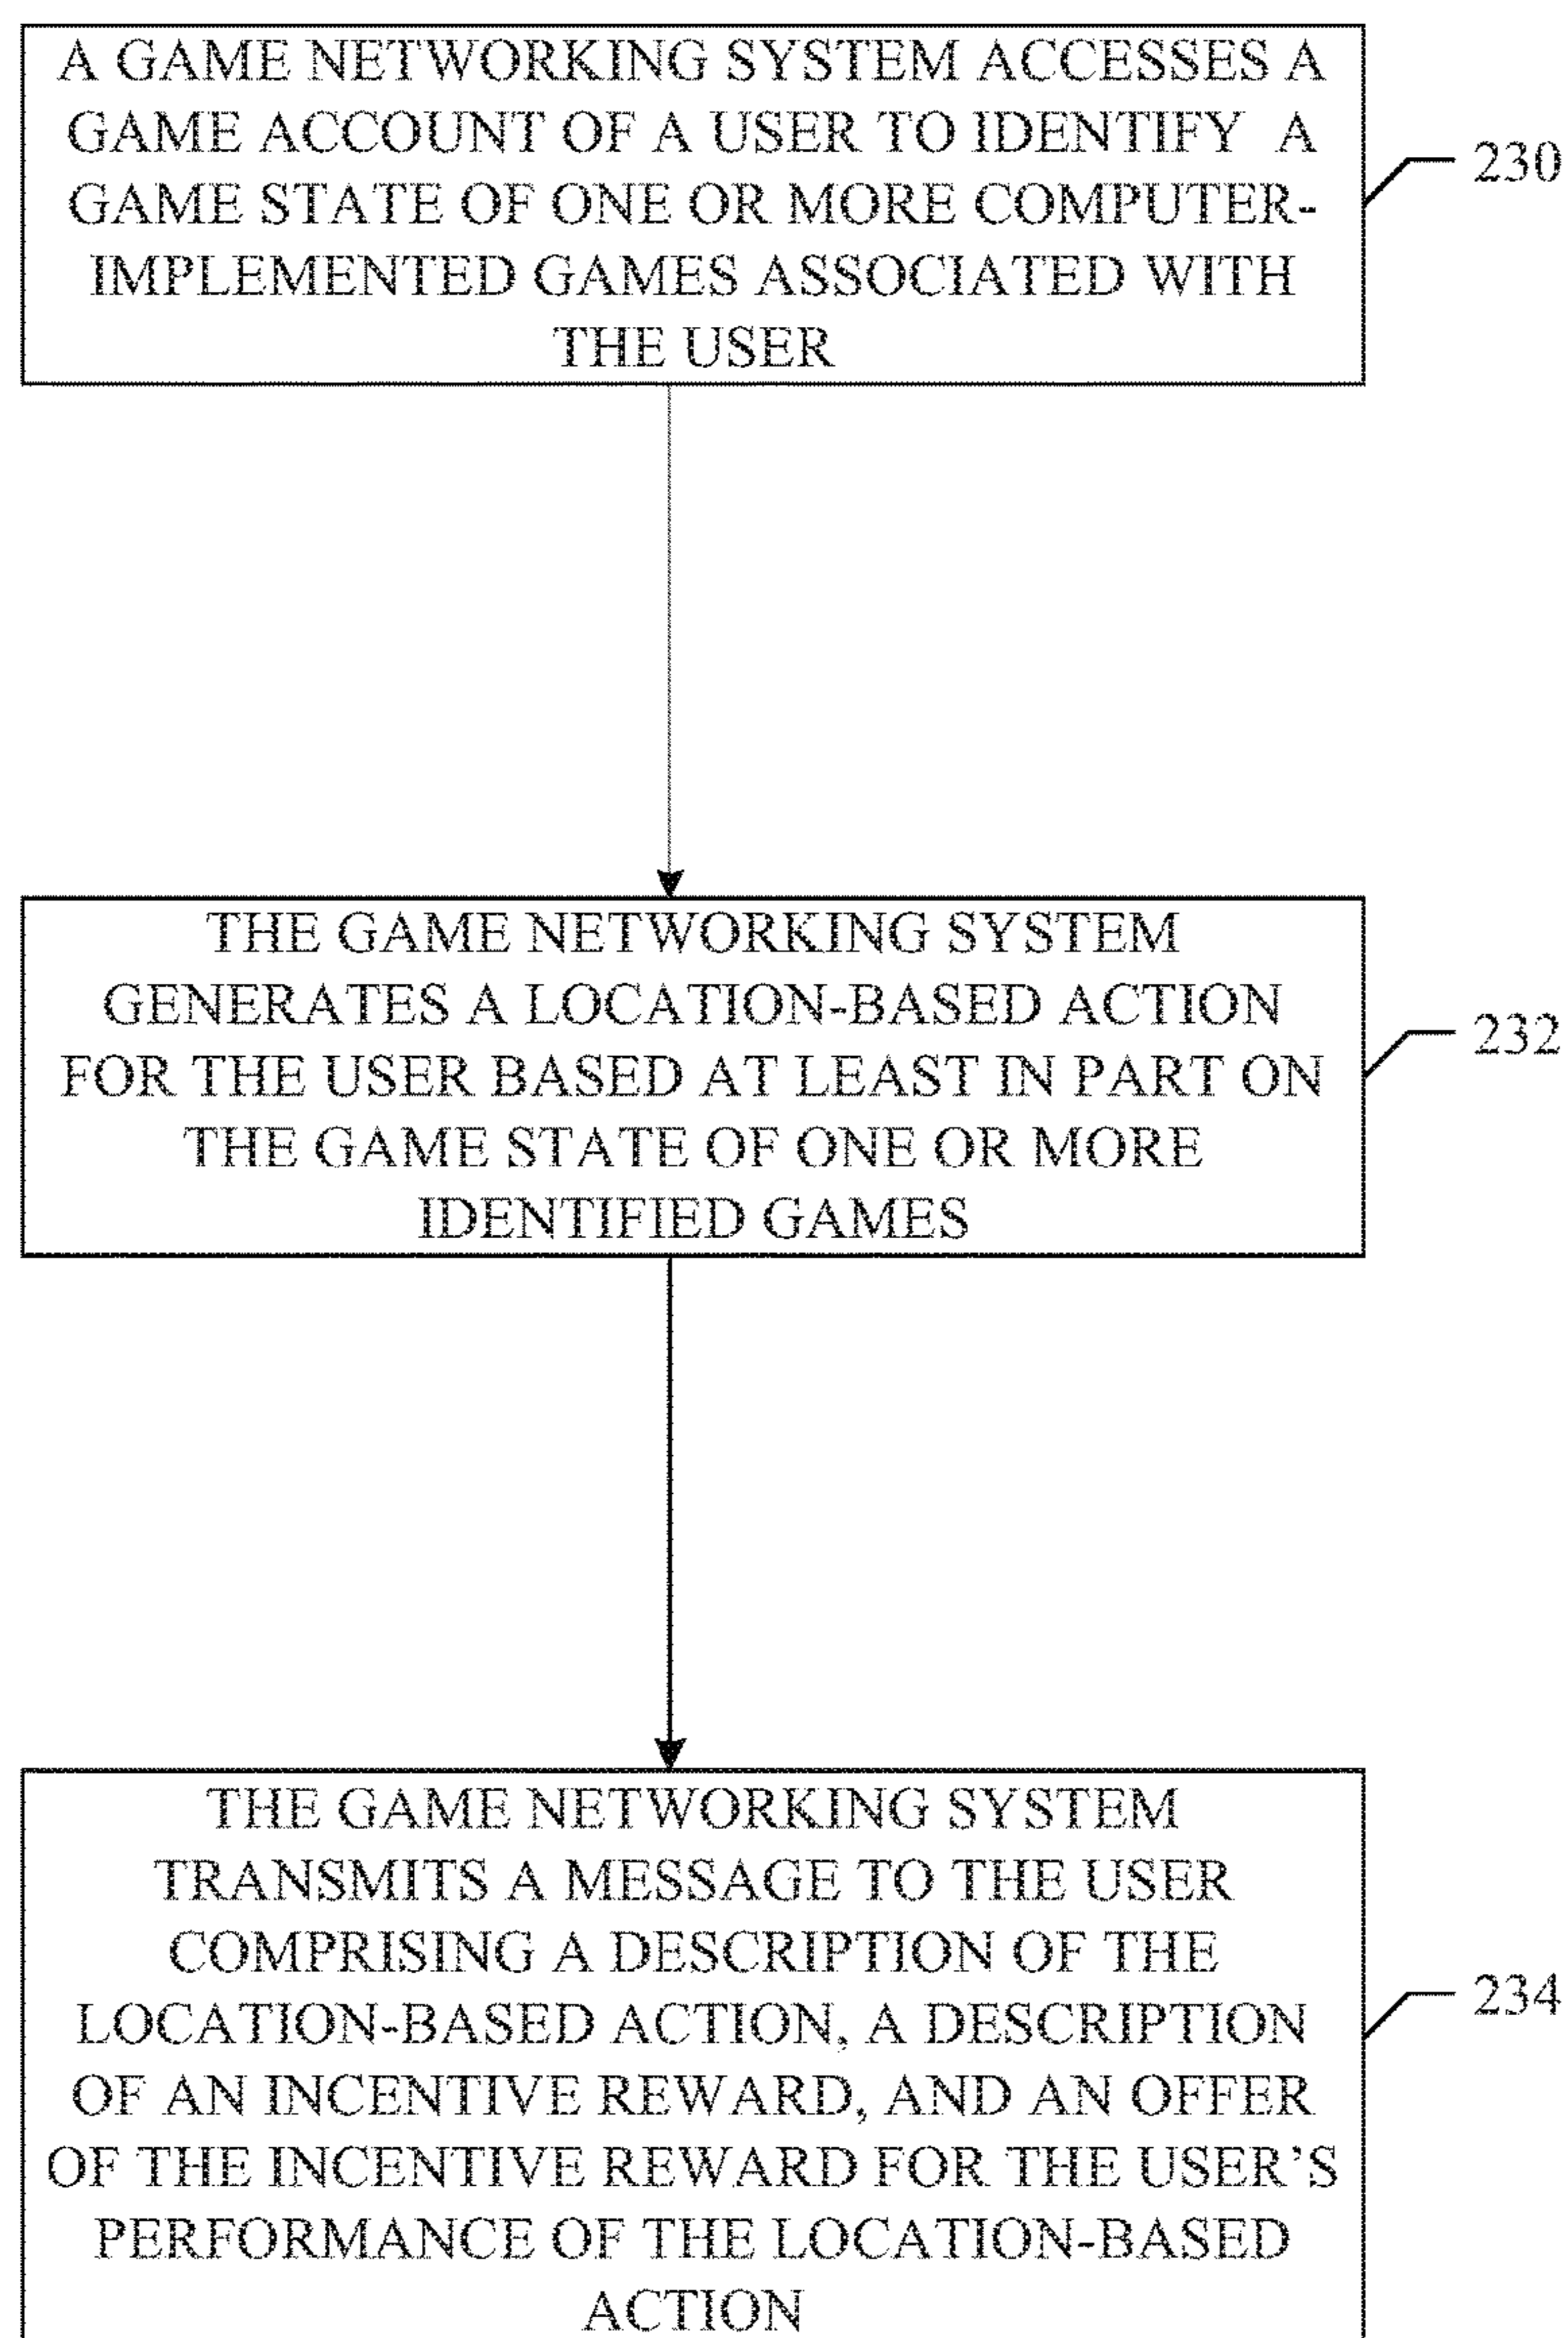 A GAME NETWORKING SYSTEM ACCESSES A
GAME ACCOUNT OF A USER TO IDENTIFY A
GAME STATE OF ONE OR MORE COMPUTER-
IMPLEMENTED GAMES ASSOCIATED WITH
THE USER
230
THE GAME NETWORKING SYSTEM
GENERATES A LOCATION-BASED ACTION
FOR THE USER BASED AT LEAST IN PART ON
THE GAME STATE OF ONE OR MORE
IDENTIFIED GAMES
232
THE GAME NETWORKING SYSTEM
TRANSMITS A MESSAGE TO THE USER
COMPRISING A DESCRIPTION OF THE
LOCATION-BASED ACTION, A DESCRIPTION
OF AN INCENTIVE REWARD, AND AN OFFER
OF THE INCENTIVE REWARD FOR THE USER'S
PERFORMANCE OF THE LOCATION-BASED
ACTION
234